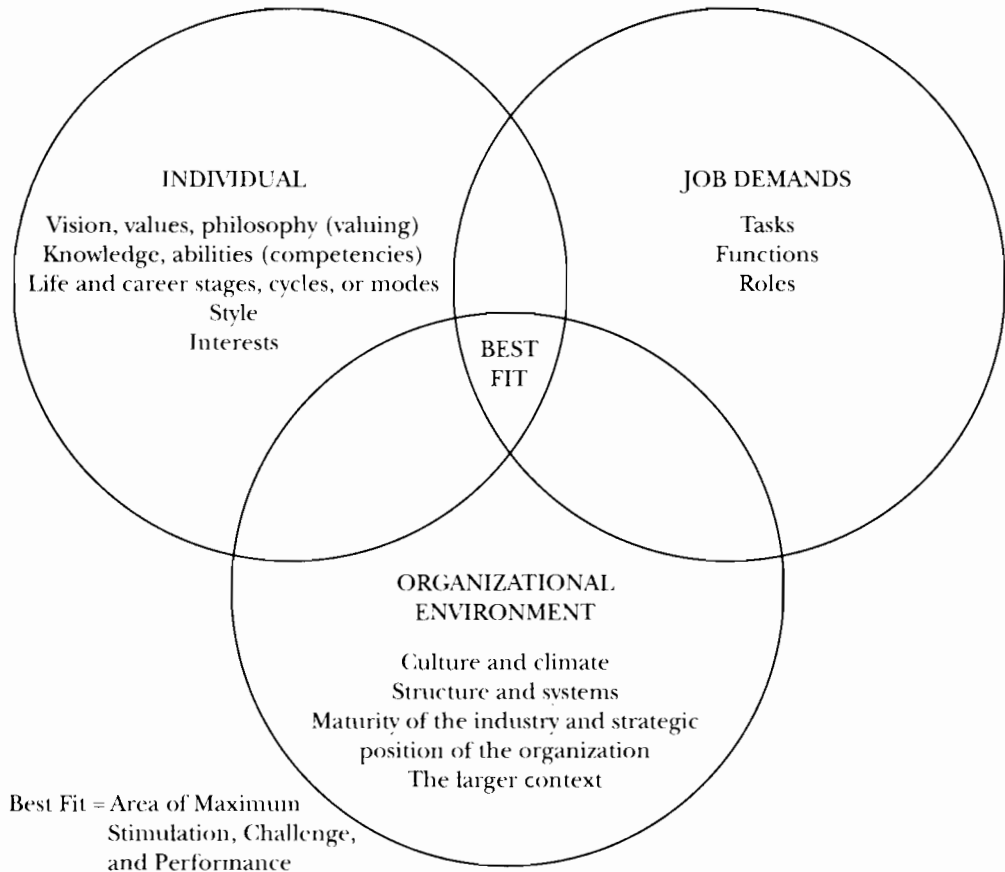 INDIVIDUAL
Vision, values, philosophy (valuing)
Knowledge, abilities (competencies)
Life and career stages, cycles, or modes
Style
Interests
JOB DEMANDS
Tasks
Functions
Roles
BEST
FIT
ORGANIZATIONAL
ENVIRONMENT
Culture and climate
Structure and systems
Maturity of the industry and strategic
position of the organization
The larger context
Best Fit = Area of Maximum
Stimulation, Challenge,
and Performance